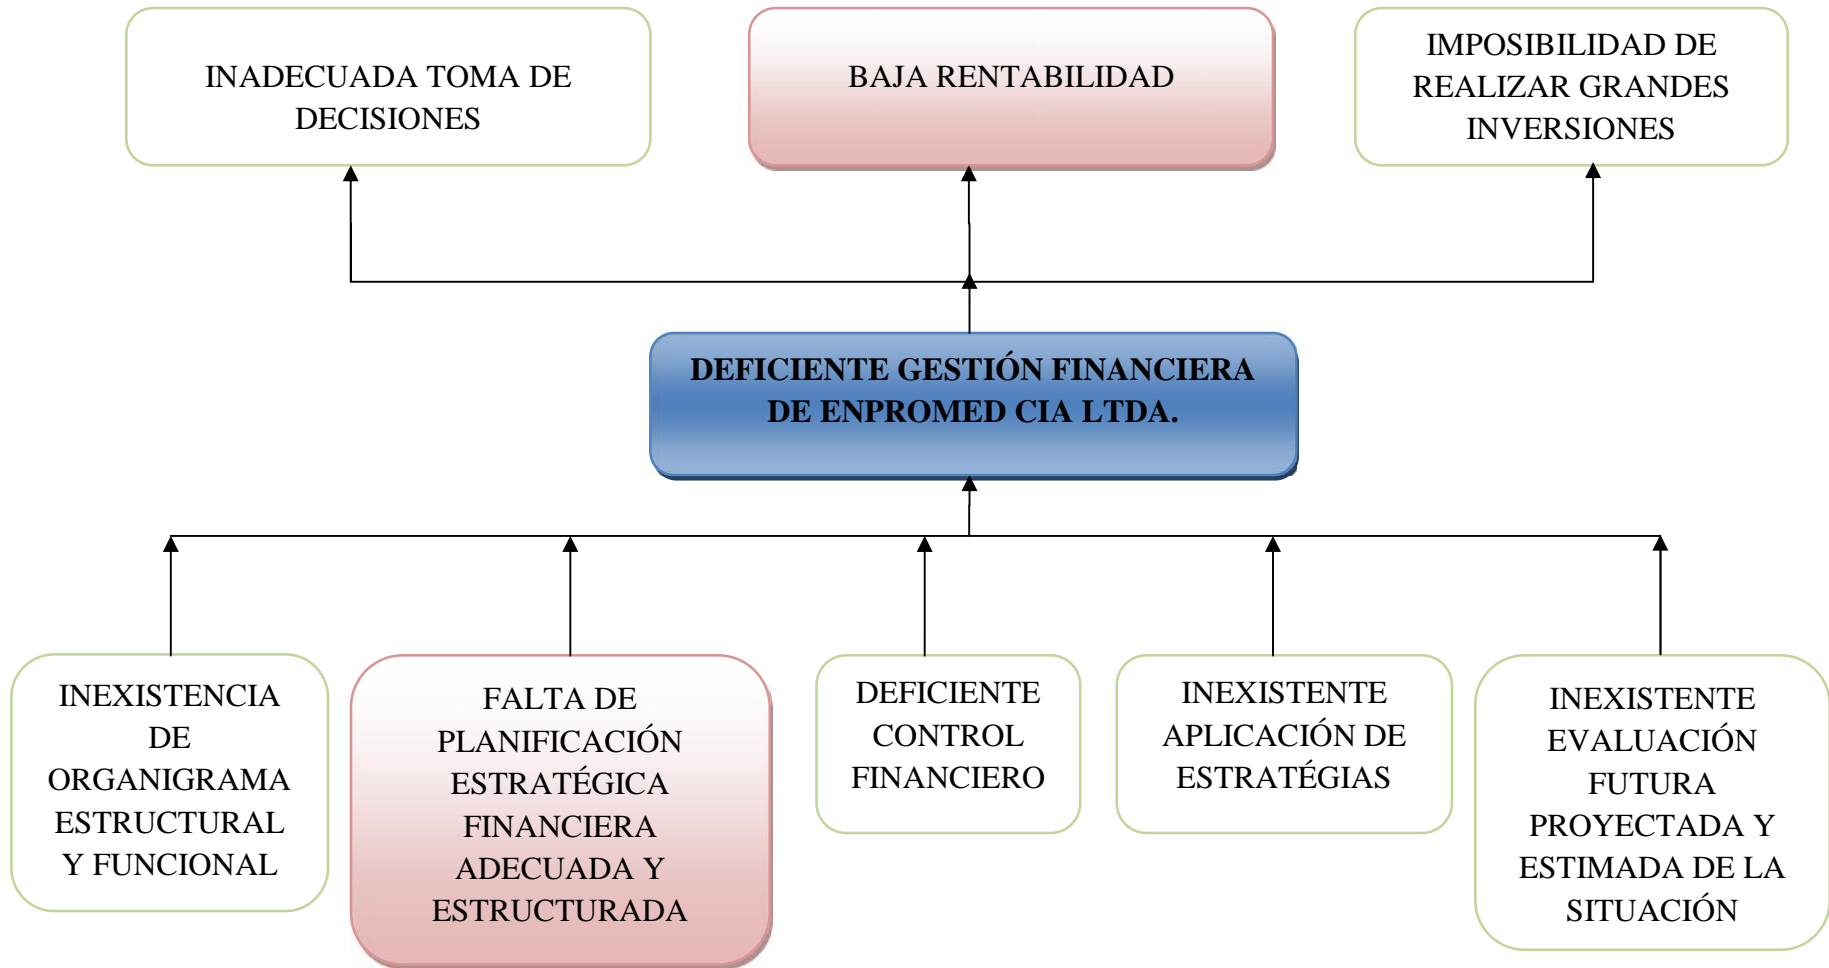 INADECUADA TOMA DE
DECISIONES
BAJA RENTABILIDAD
IMPOSIBILIDAD DE
REALIZAR GRANDES
INVERSIONES
DEFICIENTE GESTIÓN FINANCIERA
DE ENPROMED CIA LTDA.
INEXISTENCIA
DE
ORGANIGRAMA
ESTRUCTURAL
Y FUNCIONAL
FALTA DE
PLANIFICACIÓN
ESTRATÉGICA
FINANCIERA
ADECUADA Y
ESTRUCTURADA
DEFICIENTE
CONTROL
FINANCIERO
INEXISTENTE
APLICACIÓN DE
ESTRATÉGIAS
INEXISTENTE
EVALUACIÓN
FUTURA
PROYECTADA Y
ESTIMADA DE LA
SITUACIÓN